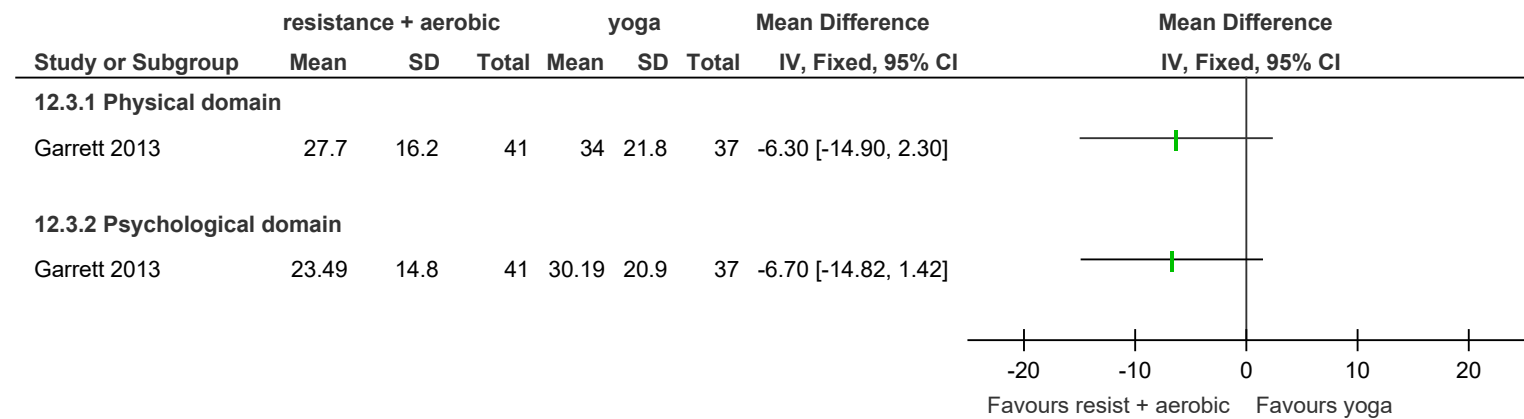 resistance + aerobic yoga Mean Difference Mean Difference
Study or Subgroup Mean SD Total Mean SD Total IV, Fixed, 95% CI IV, Fixed, 95% CI
12.3.1 Physical domain
Garrett 2013 27.7 16.2 41 34 21.8 37 -6.30 [-14.90, 2.30]
12.3.2 Psychological domain
Garrett 2013 23.49 14.8 41 30.19 20.9 37 -6.70 [-14.82, 1.42]
-20 -10 0 10 20
Favours resist + aerobic Favours yoga